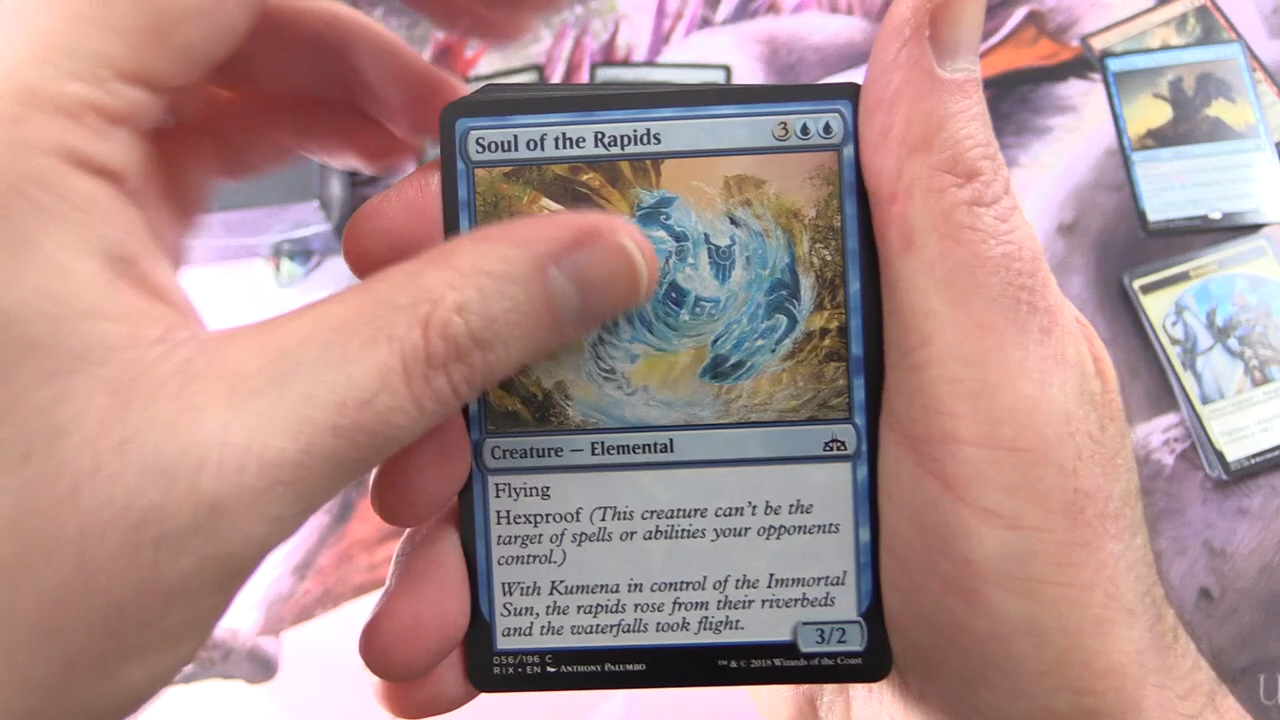 Soul of the Rapids 3
Creature — Elemental
Flying
Hexproof (This creature can't be the
target of spells or abilities your opponents
control.)
With Kumena in control of the Immortal
Sun, the rapids rose from their riverbeds
and the waterfalls took flight.
3/2
056/196 C
RIX • EN Anthony Palumbo
™ & © 2018 Wizards of the Coast
U